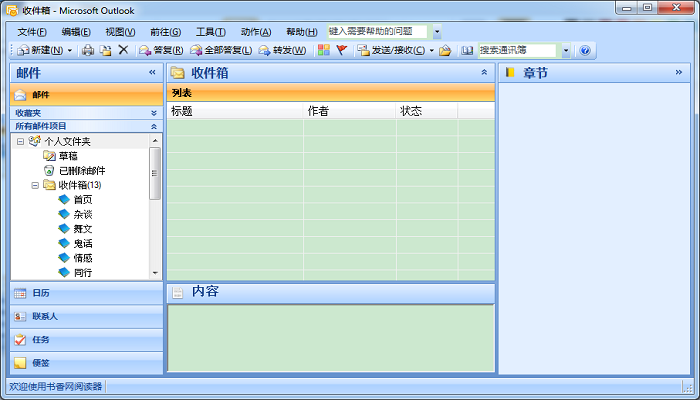 收件箱 - Microsoft Outlook
文件(F) 编辑(E) 视图(V) 前往(G) 工具(T) 动作(A) 帮助(H) 键入需要帮助的问题
新建(N) 答复(R) 全部答复(L) 转发(W) 发送/接收(C) 搜索通讯簿
邮件 «
邮件
收藏夹
所有邮件项目
个人文件夹
草稿
已删除邮件
收件箱(13)
首页
杂谈
舞文
鬼话
情感
同行
日历
联系人
任务
便签
收件箱
列表
标题 作者 状态
内容
章节 »
欢迎使用书香网阅读器